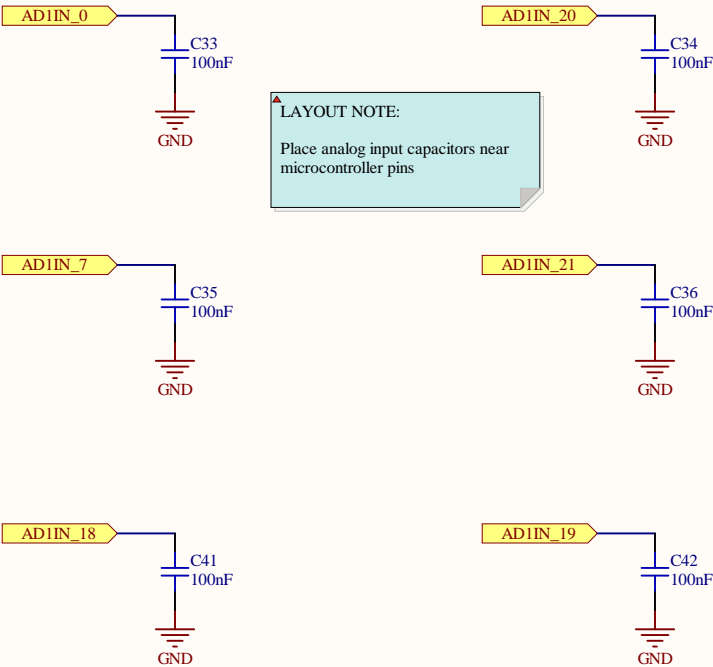 AD1IN_0
C33
100nF
GND
AD1IN_20
C34
100nF
GND
LAYOUT NOTE:
Place analog input capacitors near
microcontroller pins
AD1IN_7
C35
100nF
GND
AD1IN_21
C36
100nF
GND
AD1IN_18
C41
100nF
GND
AD1IN_19
C42
100nF
GND